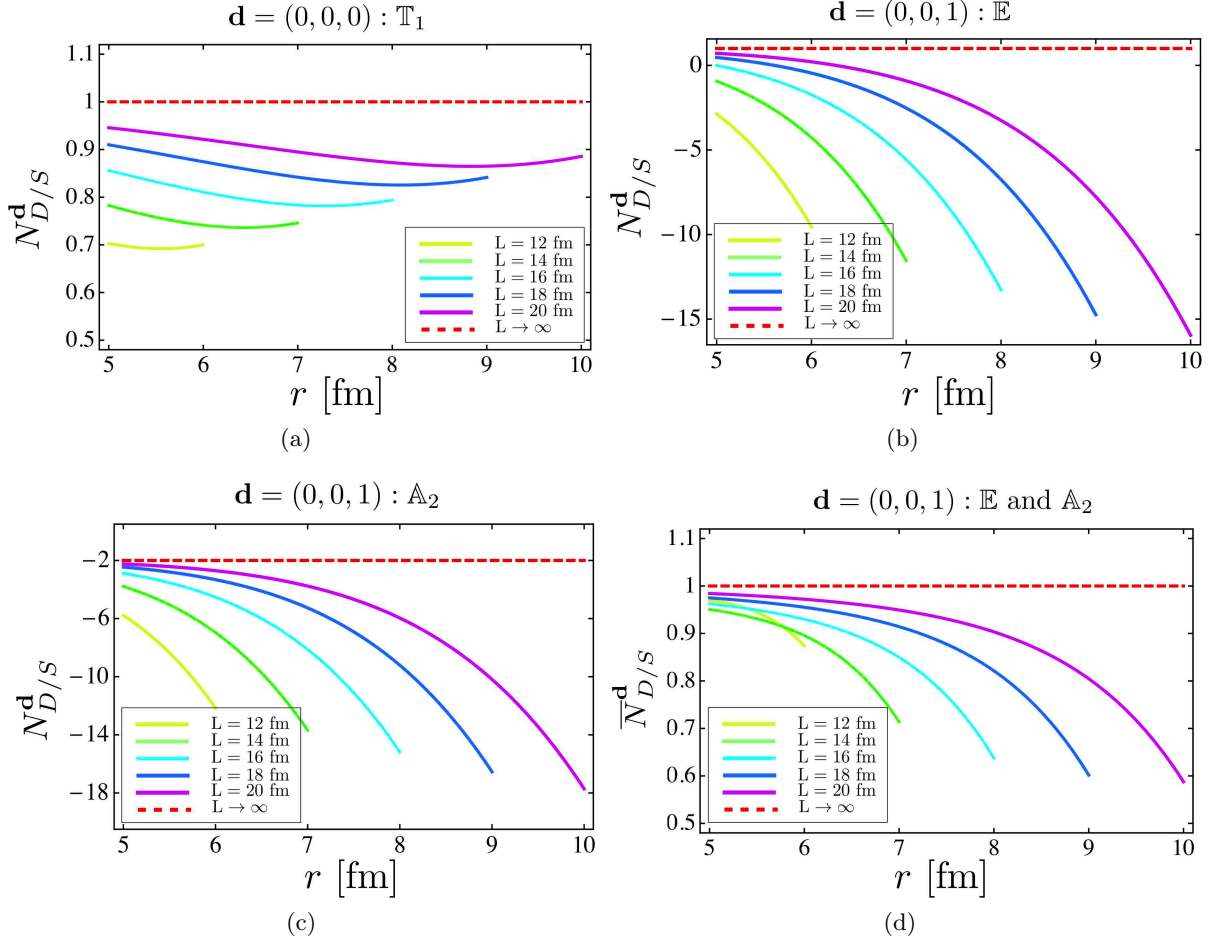 d = (0, 0, 0) : 𝕋₁
1.1
1
0.9
0.8
0.7
0.6
0.5
N^d_{D/S}
L = 12 fm
L = 14 fm
L = 16 fm
L = 18 fm
L = 20 fm
L → ∞
5 6 7 8 9 10
r [fm]
(a)
d = (0, 0, 1) : 𝔼
0
−5
−10
−15
N^d_{D/S}
L = 12 fm
L = 14 fm
L = 16 fm
L = 18 fm
L = 20 fm
L → ∞
5 6 7 8 9 10
r [fm]
(b)
d = (0, 0, 1) : 𝔸₂
−2
−6
−10
−14
−18
N^d_{D/S}
L = 12 fm
L = 14 fm
L = 16 fm
L = 18 fm
L = 20 fm
L → ∞
5 6 7 8 9 10
r [fm]
(c)
d = (0, 0, 1) : 𝔼 and 𝔸₂
1.1
1
0.9
0.8
0.7
0.6
0.5
N̅^d_{D/S}
L = 12 fm
L = 14 fm
L = 16 fm
L = 18 fm
L = 20 fm
L → ∞
5 6 7 8 9 10
r [fm]
(d)